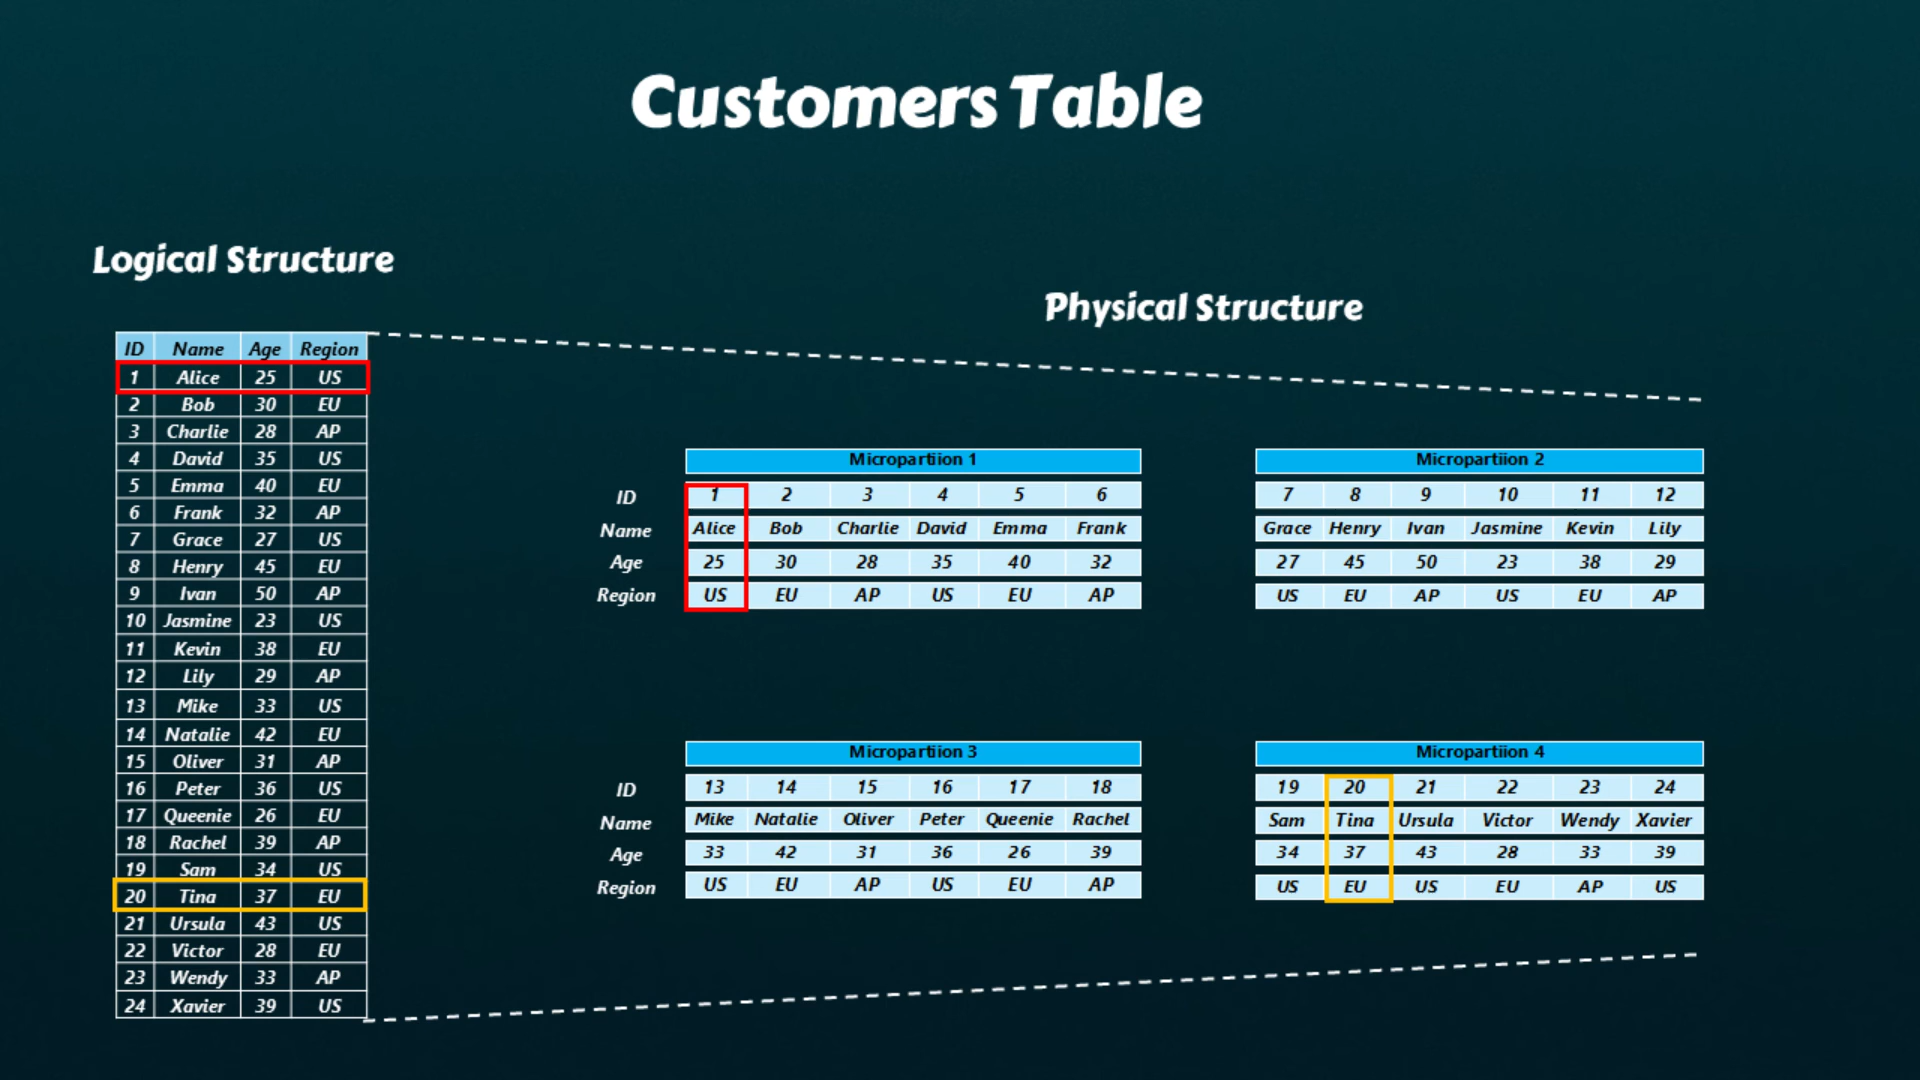 Customers Table
Logical Structure
ID Name Age Region
1 Alice 25 US
2 Bob 30 EU
3 Charlie 28 AP
4 David 35 US
5 Emma 40 EU
6 Frank 32 AP
7 Grace 27 US
8 Henry 45 EU
9 Ivan 50 AP
10 Jasmine 23 US
11 Kevin 38 EU
12 Lily 29 AP
13 Mike 33 US
14 Natalie 42 EU
15 Oliver 31 AP
16 Peter 36 US
17 Queenie 26 EU
18 Rachel 39 AP
19 Sam 34 US
20 Tina 37 EU
21 Ursula 43 US
22 Victor 28 EU
23 Wendy 33 AP
24 Xavier 39 US
Physical Structure
Micropartiion 1
ID 1 2 3 4 5 6
Name Alice Bob Charlie David Emma Frank
Age 25 30 28 35 40 32
Region US EU AP US EU AP
Micropartiion 2
7 8 9 10 11 12
Grace Henry Ivan Jasmine Kevin Lily
27 45 50 23 38 29
US EU AP US EU AP
Micropartiion 3
ID 13 14 15 16 17 18
Name Mike Natalie Oliver Peter Queenie Rachel
Age 33 42 31 36 26 39
Region US EU AP US EU AP
Micropartiion 4
19 20 21 22 23 24
Sam Tina Ursula Victor Wendy Xavier
34 37 43 28 33 39
US EU US EU AP US